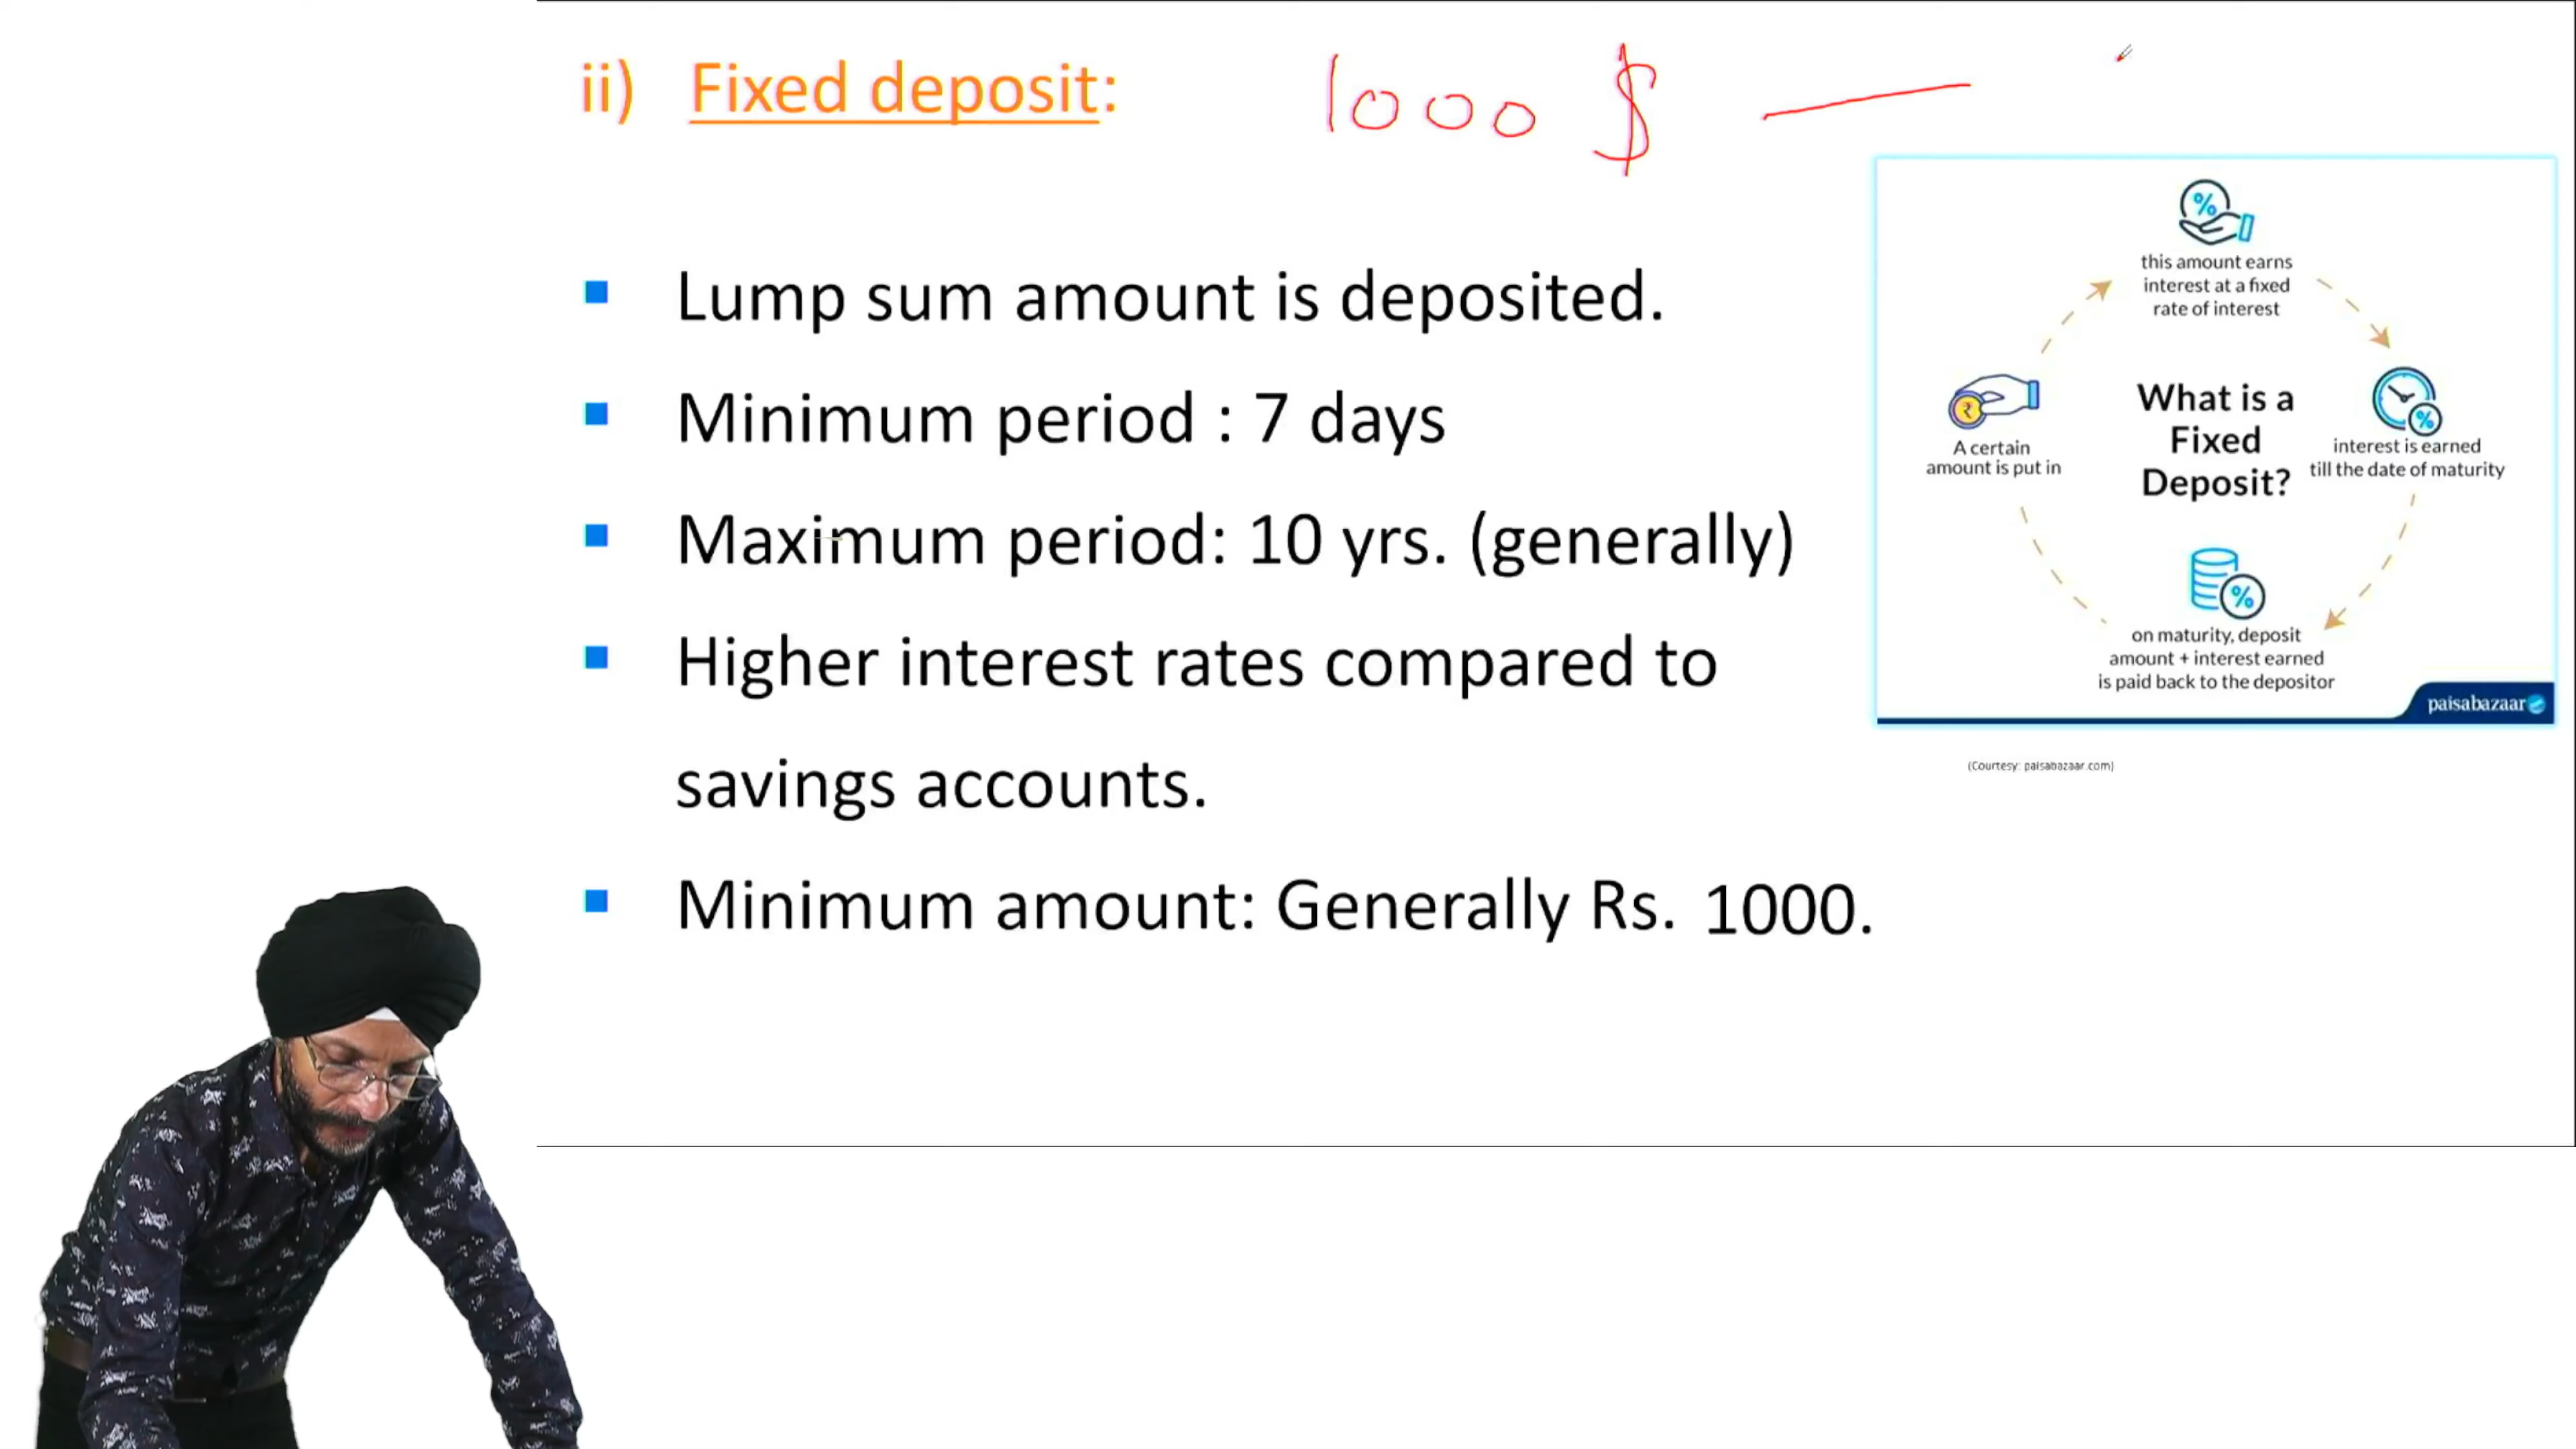 ii) Fixed deposit: 1000 $ —
Lump sum amount is deposited.
Minimum period : 7 days
Maximum period: 10 yrs. (generally)
Higher interest rates compared to
savings accounts.
Minimum amount: Generally Rs. 1000.
What is a
Fixed
Deposit?
A certain
amount is put in
%
this amount earns
interest at a fixed
rate of interest
%
interest is earned
till the date of maturity
%
on maturity, deposit
amount + interest earned
is paid back to the depositor
₹
paisabazaar
(Courtesy: paisabazaar.com)